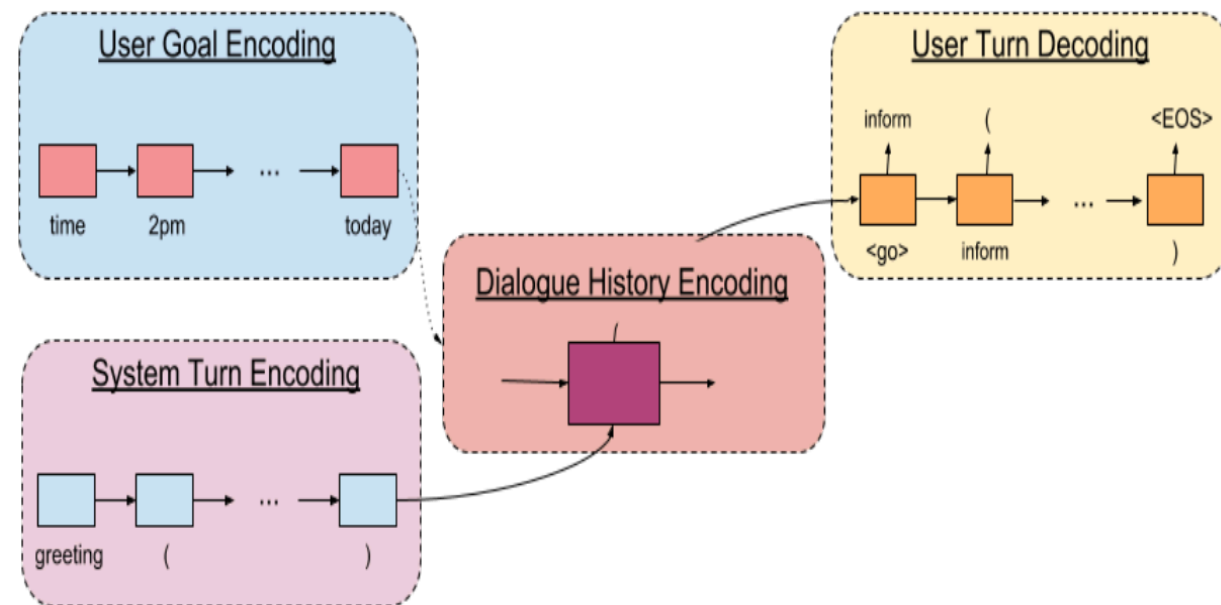 User Goal Encoding
... 
time 2pm today
System Turn Encoding
...
greeting ( )
Dialogue History Encoding
User Turn Decoding
inform ( <EOS>
...
<go> inform )